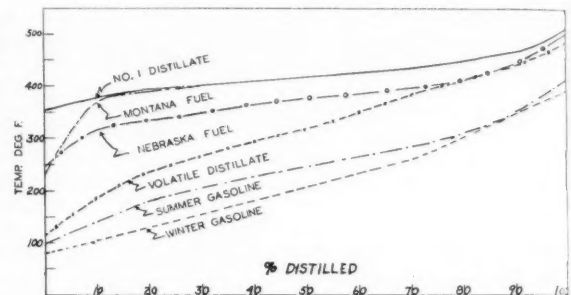 500
NO. 1 DISTILLATE
400
MONTANA FUEL
300
NEBRASKA FUEL
TEMP. DEG F.
VOLATILE DISTILLATE
200
SUMMER GASOLINE
WINTER GASOLINE
100
% DISTILLED
10 20 30 40 50 60 70 80 90 100